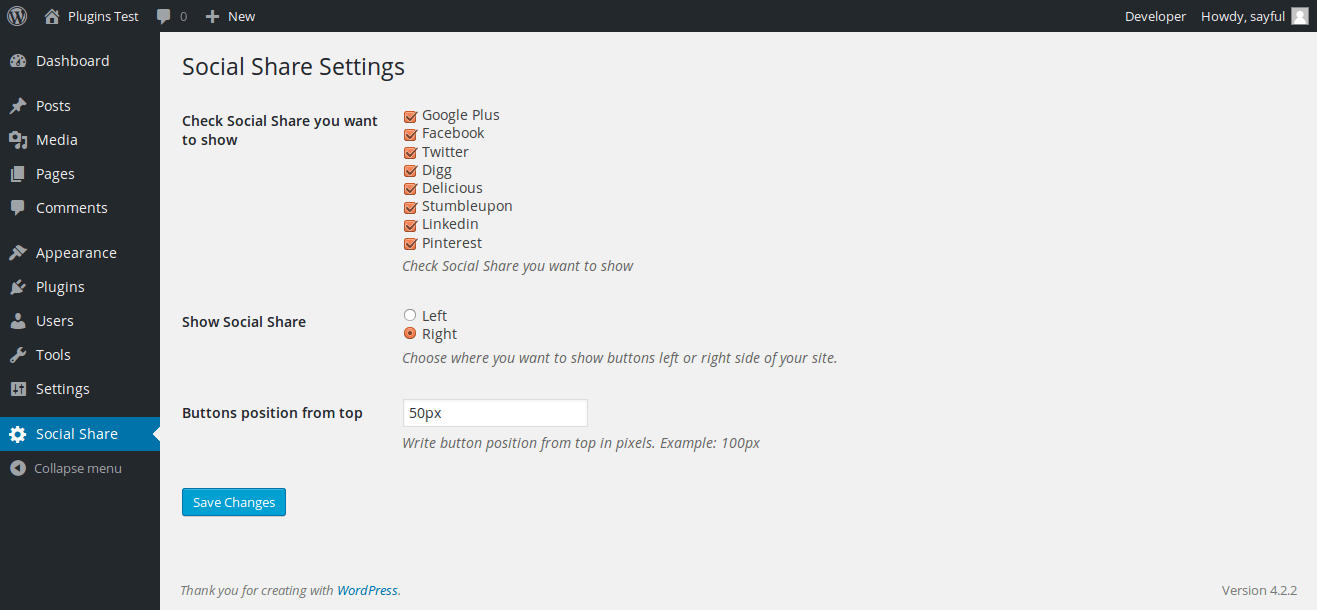 Plugins Test 0 New Developer Howdy, sayful
Dashboard
Posts
Media
Pages
Comments
Appearance
Plugins
Users
Tools
Settings
Social Share
Collapse menu
Social Share Settings
Check Social Share you want
to show
Google Plus
Facebook
Twitter
Digg
Delicious
Stumbleupon
Linkedin
Pinterest
Check Social Share you want to show
Show Social Share
Left
Right
Choose where you want to show buttons left or right side of your site.
Buttons position from top
50px
Write button position from top in pixels. Example: 100px
Save Changes
Thank you for creating with WordPress.
Version 4.2.2